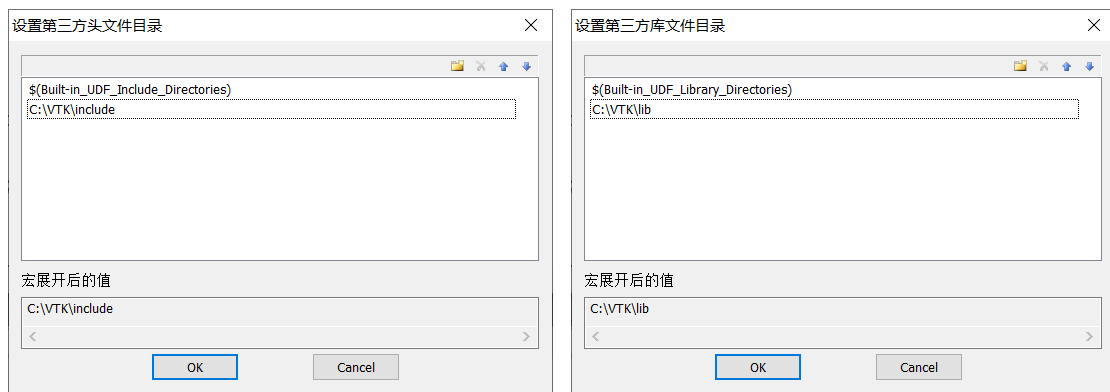 设置第三方头文件目录
$(Built-in_UDF_Include_Directories)
C:\VTK\include
宏展开后的值
C:\VTK\include
OK
Cancel
设置第三方库文件目录
$(Built-in_UDF_Library_Directories)
C:\VTK\lib
宏展开后的值
C:\VTK\lib
OK
Cancel